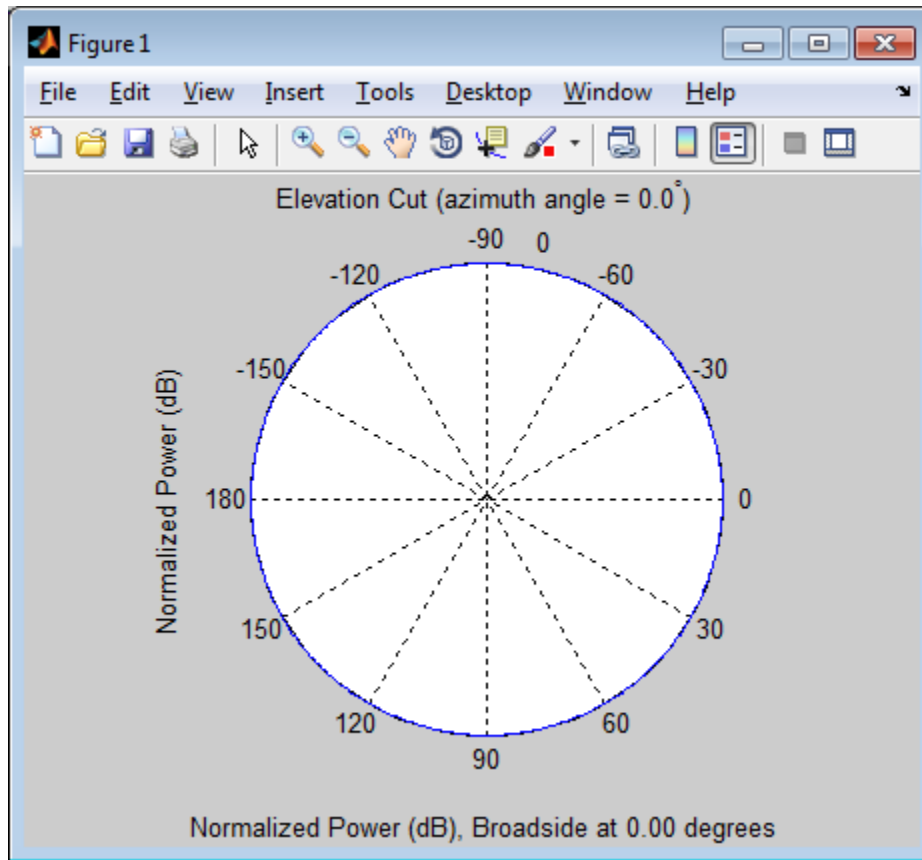 Figure 1
File Edit View Insert Tools Desktop Window Help
Elevation Cut (azimuth angle = 0.0°)
-90 0
-120 -60
-150 -30
Normalized Power (dB)
180 0
150 30
120 60
90
Normalized Power (dB), Broadside at 0.00 degrees